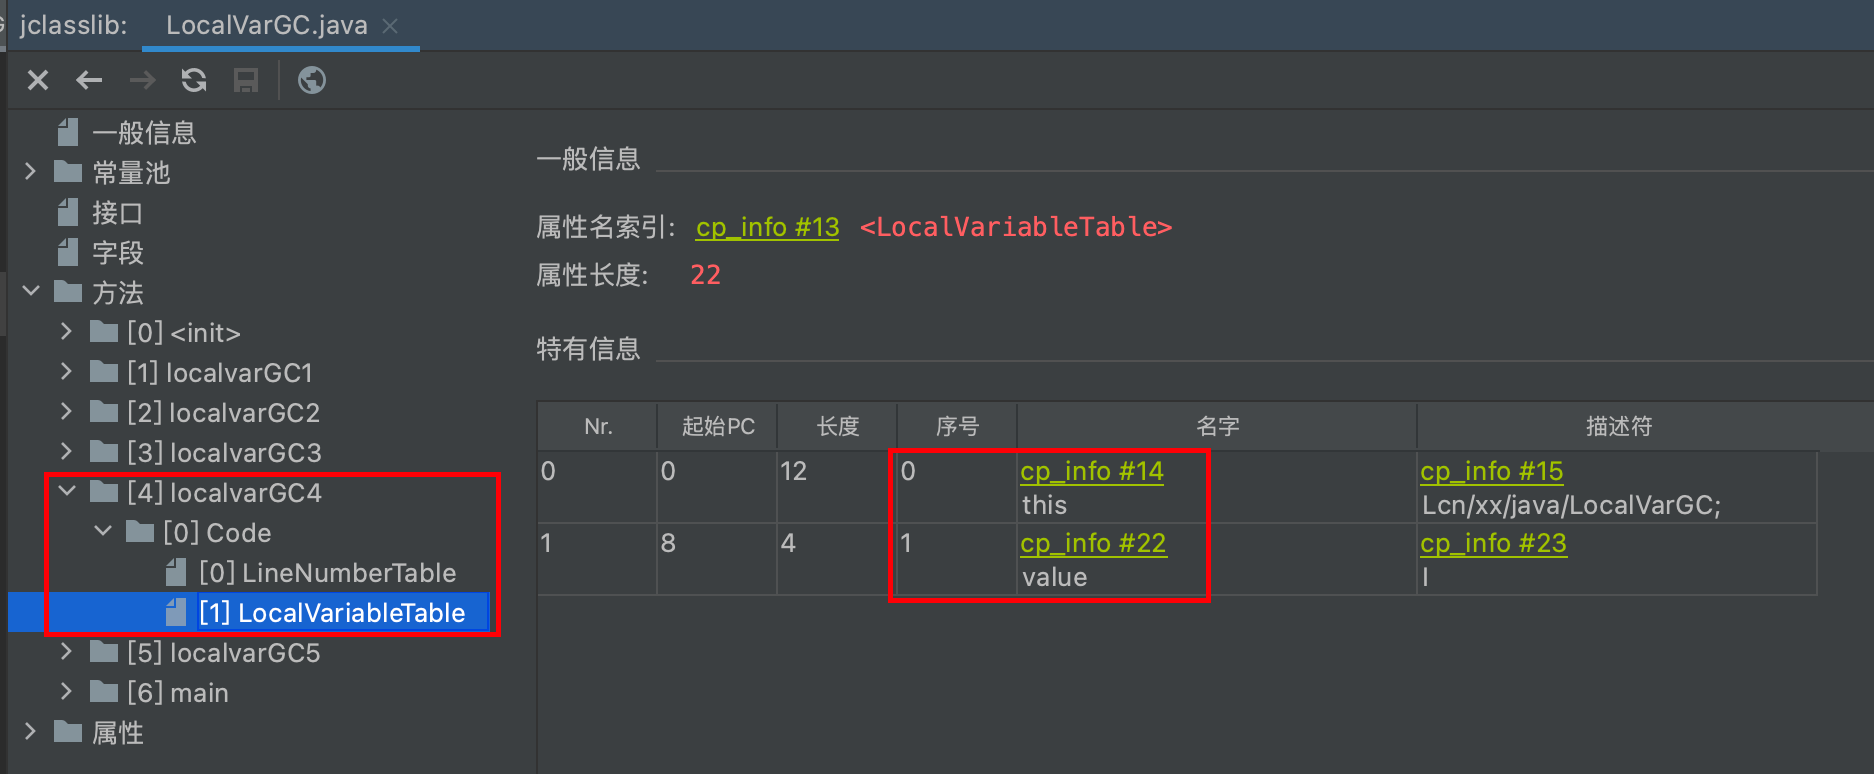 jclasslib: LocalVarGC.java
一般信息
常量池
接口
字段
方法
[0] <init>
[1] localvarGC1
[2] localvarGC2
[3] localvarGC3
[4] localvarGC4
[0] Code
[0] LineNumberTable
[1] LocalVariableTable
[5] localvarGC5
[6] main
属性
一般信息
属性名索引: cp_info #13 <LocalVariableTable>
属性长度: 22
特有信息
Nr. 起始PC 长度 序号 名字 描述符
0 0 12 0 cp_info #14 cp_info #15
this Lcn/xx/java/LocalVarGC;
1 8 4 1 cp_info #22 cp_info #23
value I